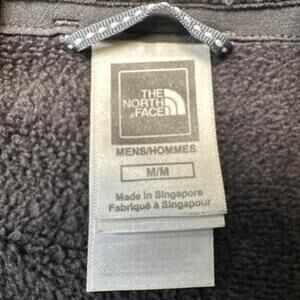 THE
NORTH
FACE
MENS/HOMMES
M/M
Made in Singapore
Fabriqué à Singapour